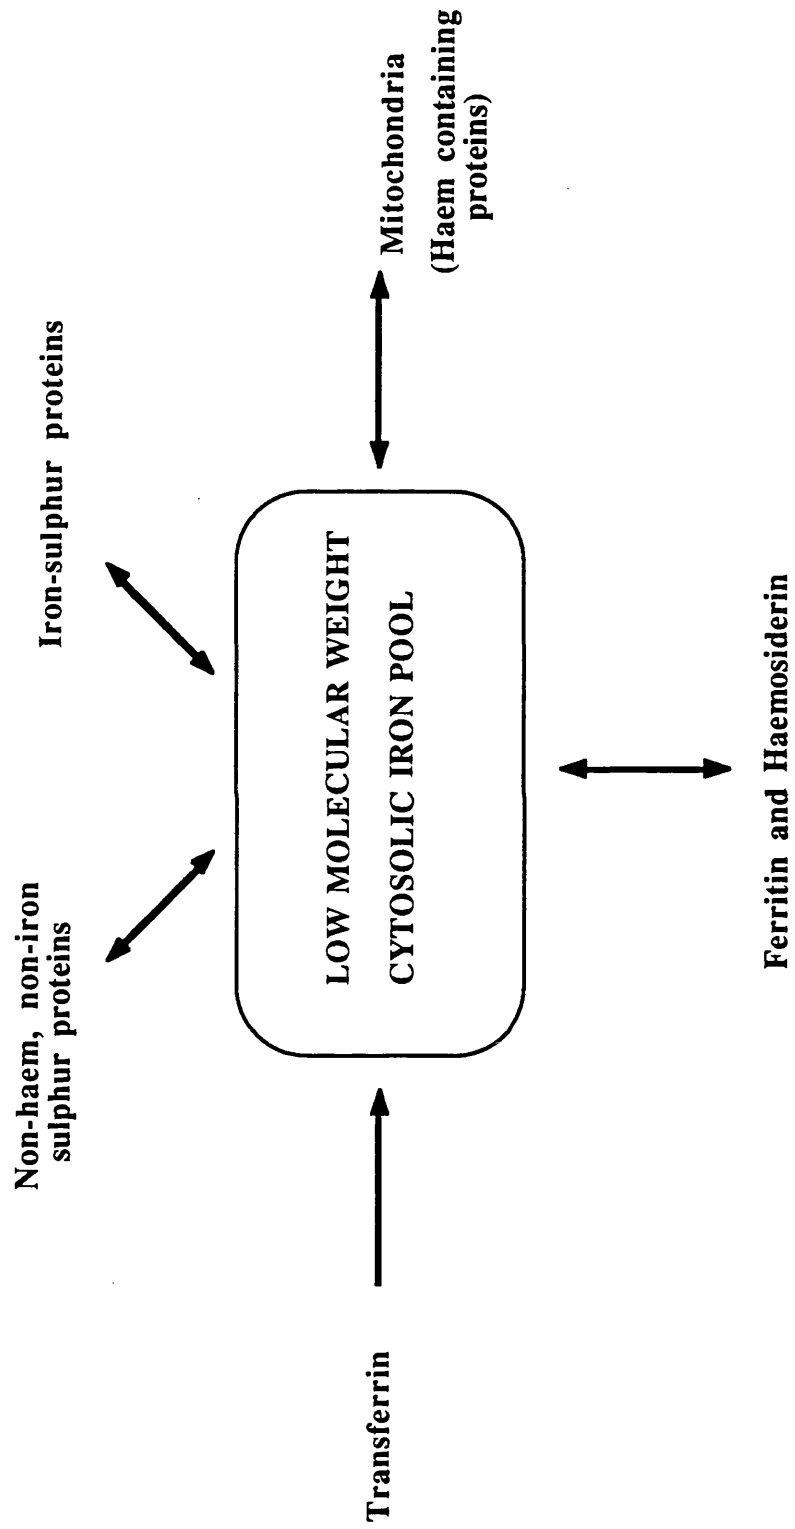 Non-haem, non-iron
sulphur proteins
Iron-sulphur proteins
Transferrin
LOW MOLECULAR WEIGHT
CYTOSOLIC IRON POOL
Mitochondria
(Haem containing
proteins)
Ferritin and Haemosiderin